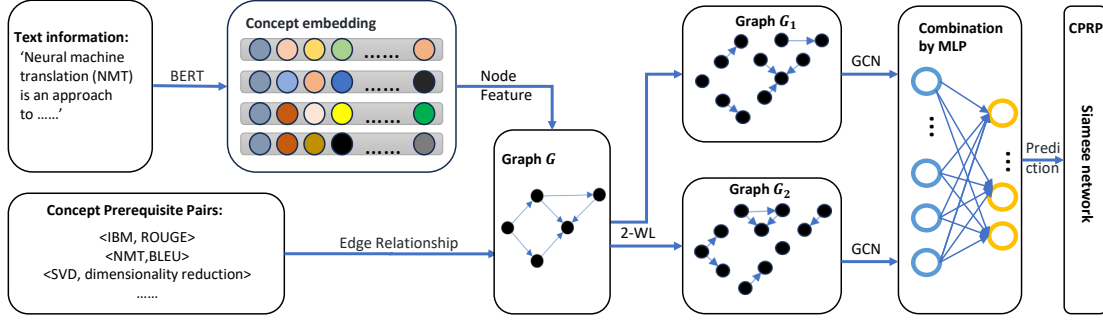 Text information:
‘Neural machine
translation (NMT)
is an approach
to ……’
BERT
Concept embedding
……
……
……
……
Node
Feature
Concept Prerequisite Pairs:
<IBM, ROUGE>
<NMT,BLEU>
<SVD, dimensionality reduction>
……
Edge Relationship
Graph G
2-WL
Graph G₁
GCN
Graph G₂
GCN
Combination
by MLP
…
…
Predi
ction
CPRP
Siamese network